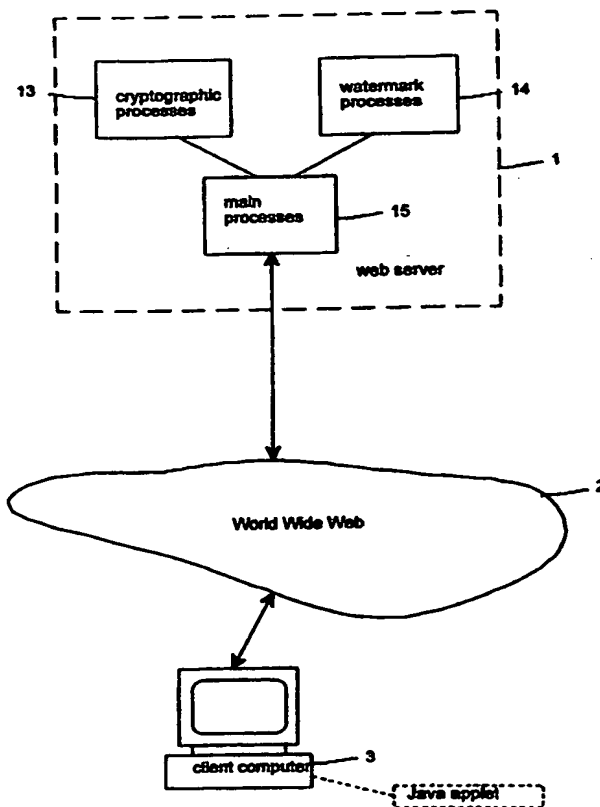 13
cryptographic
processes
watermark
processes
14
1
main
processes
15
web server
2
World Wide Web
client computer
3
Java applet